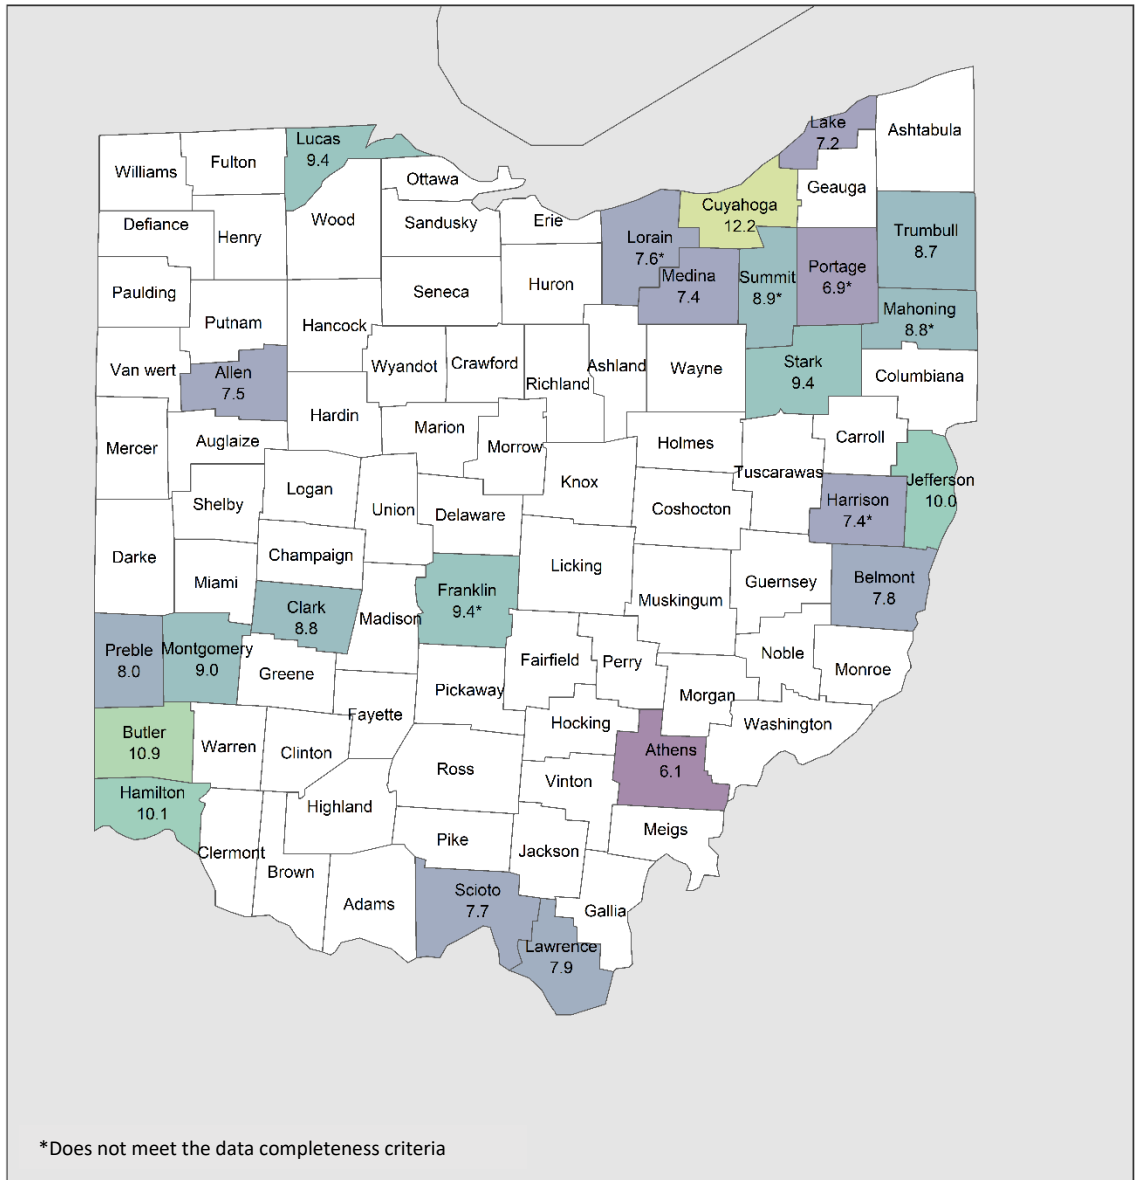 Lake
7.2
Ashtabula
Lucas
9.4
Fulton
Williams
Ottawa
Geauga
Cuyahoga
12.2
Defiance
Henry
Wood
Sandusky
Erie
Lorain
7.6*
Trumbull
8.7
Medina
7.4
Summit
8.9*
Portage
6.9*
Paulding
Seneca
Huron
Putnam
Hancock
Mahoning
8.8*
Van wert
Allen
7.5
Wyandot
Crawford
Richland
Ashland
Wayne
Stark
9.4
Columbiana
Hardin
Mercer
Auglaize
Marion
Morrow
Holmes
Carroll
Tuscarawas
Jefferson
10.0
Logan
Knox
Harrison
7.4*
Shelby
Union
Delaware
Coshocton
Darke
Champaign
Licking
Miami
Guernsey
Belmont
7.8
Clark
8.8
Madison
Franklin
9.4*
Muskingum
Preble
8.0
Montgomery
9.0
Greene
Fairfield
Perry
Noble
Monroe
Pickaway
Morgan
Fayette
Hocking
Washington
Butler
10.9
Warren
Clinton
Athens
6.1
Ross
Vinton
Hamilton
10.1
Highland
Meigs
Pike
Clermont
Jackson
Brown
Scioto
7.7
Adams
Gallia
Lawrence
7.9
*Does not meet the data completeness criteria